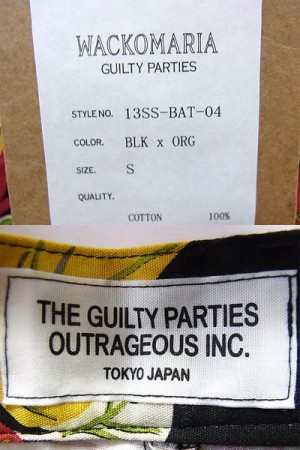 WACKOMARIA
GUILTY PARTIES
STYLE NO. 13SS-BAT-04
COLOR. BLK x ORG
SIZE. S
QUALITY.
COTTON 100%
THE GUILTY PARTIES
OUTRAGEOUS INC.
TOKYO JAPAN